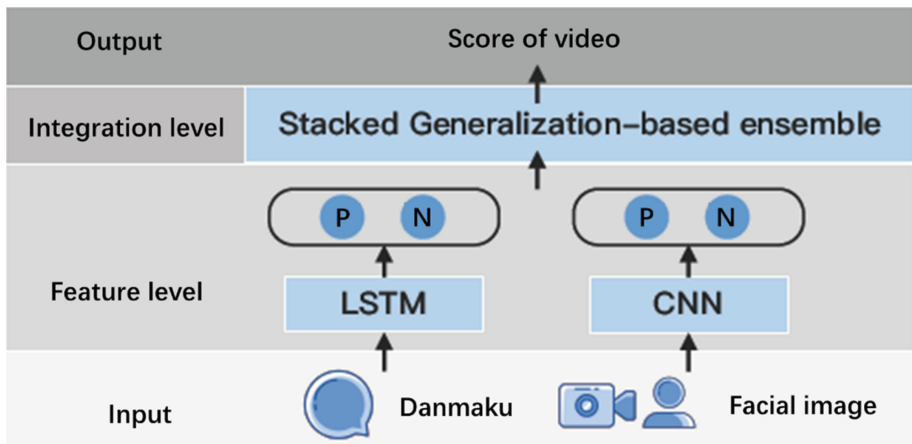 Output
Score of video
Integration level
Stacked Generalization-based ensemble
P N
P N
Feature level
LSTM
CNN
Input
Danmaku
Facial image